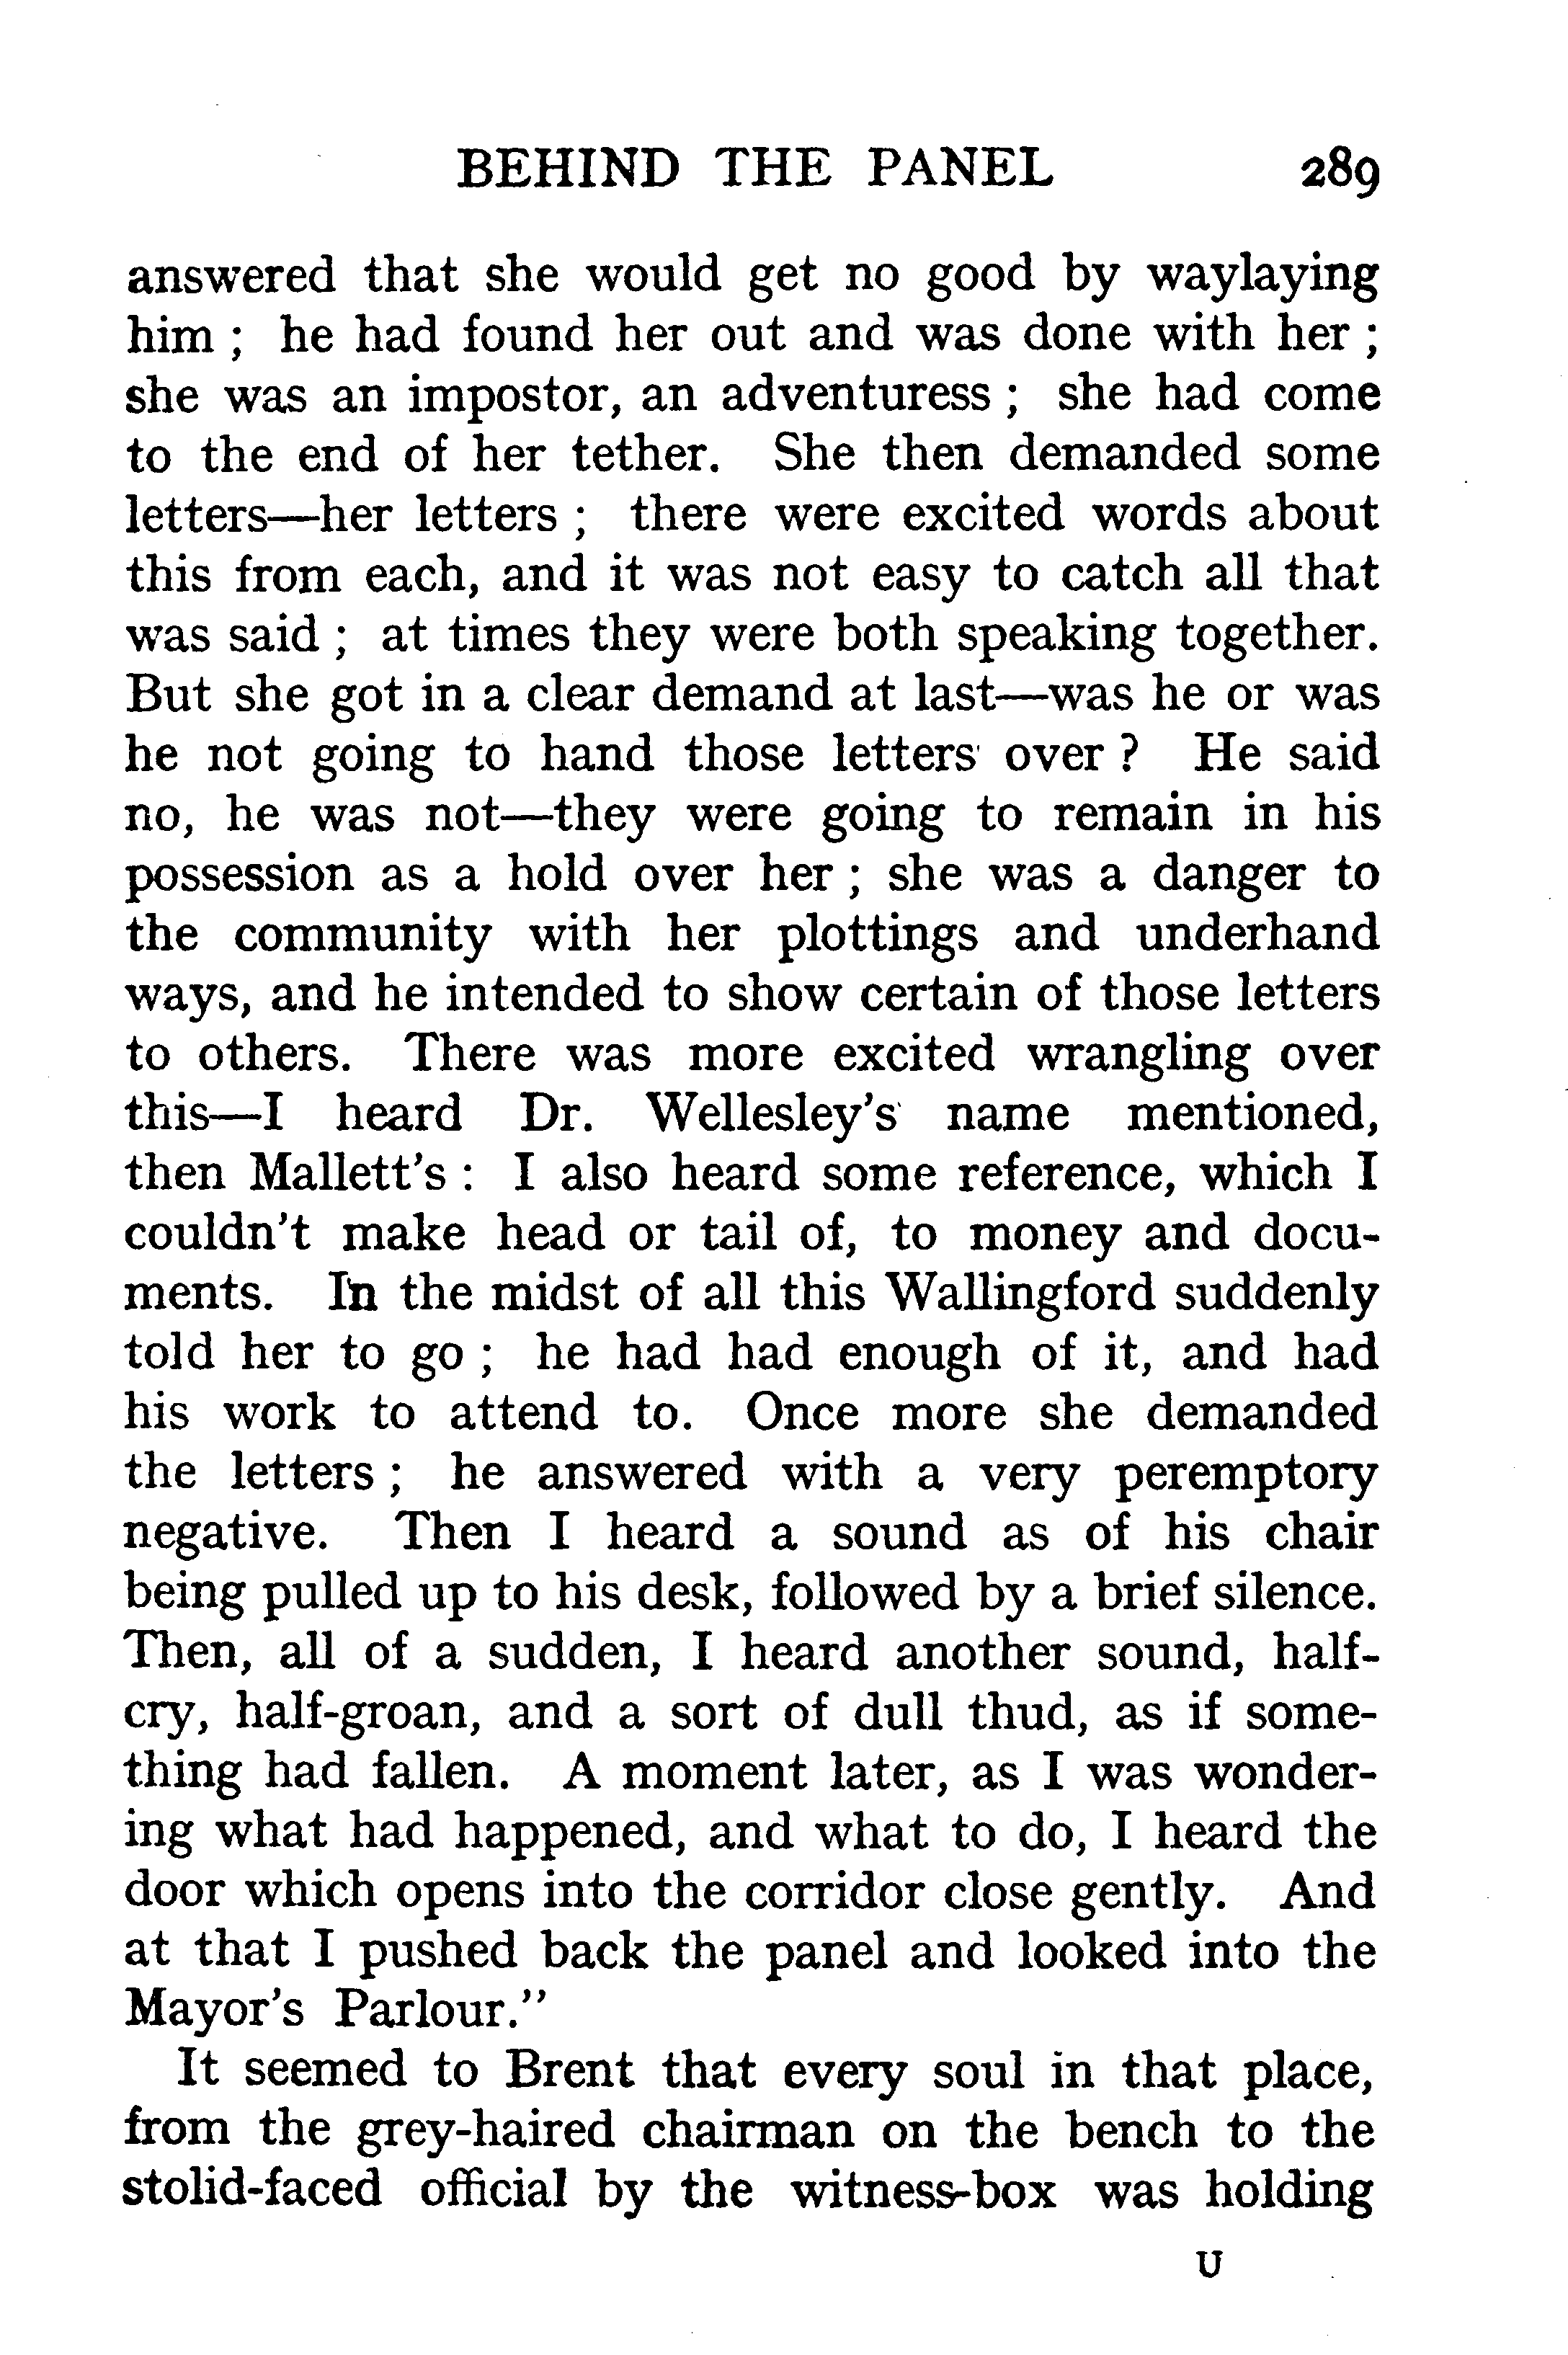 BEHIND THE PANEL 289
answered that she would get no good by waylaying
him ; he had found her out and was done with her ;
she was an impostor, an adventuress ; she had come
to the end of her tether. She then demanded some
letters—her letters ; there were excited words about
this from each, and it was not easy to catch all that
was said ; at times they were both speaking together.
But she got in a clear demand at last—was he or was
he not going to hand those letters over ? He said
no, he was not—they were going to remain in his
possession as a hold over her ; she was a danger to
the community with her plottings and underhand
ways, and he intended to show certain of those letters
to others. There was more excited wrangling over
this—I heard Dr. Wellesley's name mentioned,
then Mallett's : I also heard some reference, which I
couldn't make head or tail of, to money and docu-
ments. In the midst of all this Wallingford suddenly
told her to go ; he had had enough of it, and had
his work to attend to. Once more she demanded
the letters ; he answered with a very peremptory
negative. Then I heard a sound as of his chair
being pulled up to his desk, followed by a brief silence.
Then, all of a sudden, I heard another sound, half-
cry, half-groan, and a sort of dull thud, as if some-
thing had fallen. A moment later, as I was wonder-
ing what had happened, and what to do, I heard the
door which opens into the corridor close gently. And
at that I pushed back the panel and looked into the
Mayor's Parlour."
It seemed to Brent that every soul in that place,
from the grey-haired chairman on the bench to the
stolid-faced official by the witness-box was holding
U